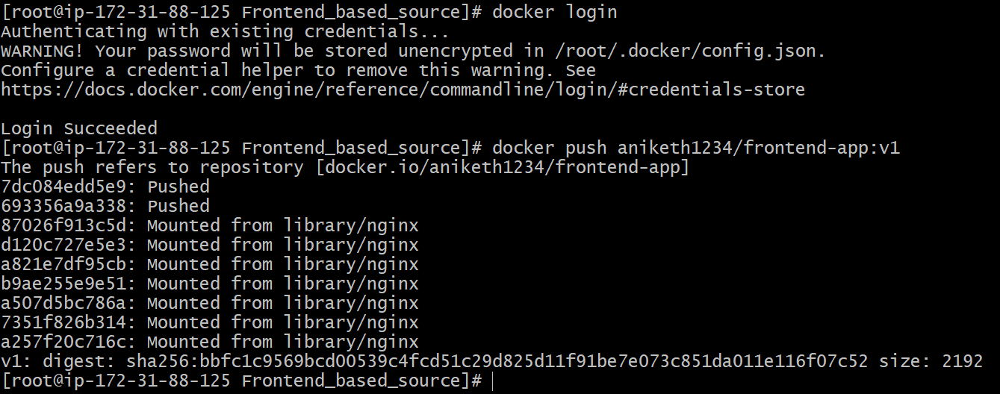 [root@ip-172-31-88-125 Frontend_based_source]# docker login
Authenticating with existing credentials...
WARNING! Your password will be stored unencrypted in /root/.docker/config.json.
Configure a credential helper to remove this warning. See
https://docs.docker.com/engine/reference/commandline/login/#credentials-store
Login Succeeded
[root@ip-172-31-88-125 Frontend_based_source]# docker push aniketh1234/frontend-app:v1
The push refers to repository [docker.io/aniketh1234/frontend-app]
7dc084edd5e9: Pushed
693356a9a338: Pushed
87026f913c5d: Mounted from library/nginx
d120c727e5e3: Mounted from library/nginx
a821e7df95cb: Mounted from library/nginx
b9ae255e9e51: Mounted from library/nginx
a507d5bc786a: Mounted from library/nginx
7351f826b314: Mounted from library/nginx
a257f20c716c: Mounted from library/nginx
v1: digest: sha256:bbfc1c9569bcd00539c4fcd51c29d825d11f91be7e073c851da011e116f07c52 size: 2192
[root@ip-172-31-88-125 Frontend_based_source]#